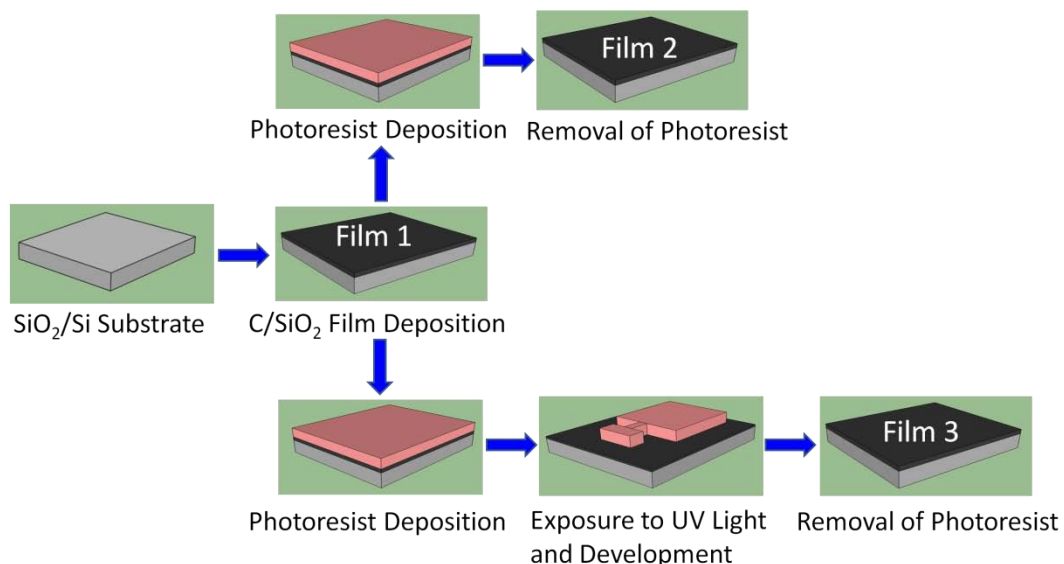 Film 2
Photoresist Deposition
Removal of Photoresist
Film 1
SiO₂/Si Substrate
C/SiO₂ Film Deposition
Film 3
Photoresist Deposition
Exposure to UV Light
and Development
Removal of Photoresist